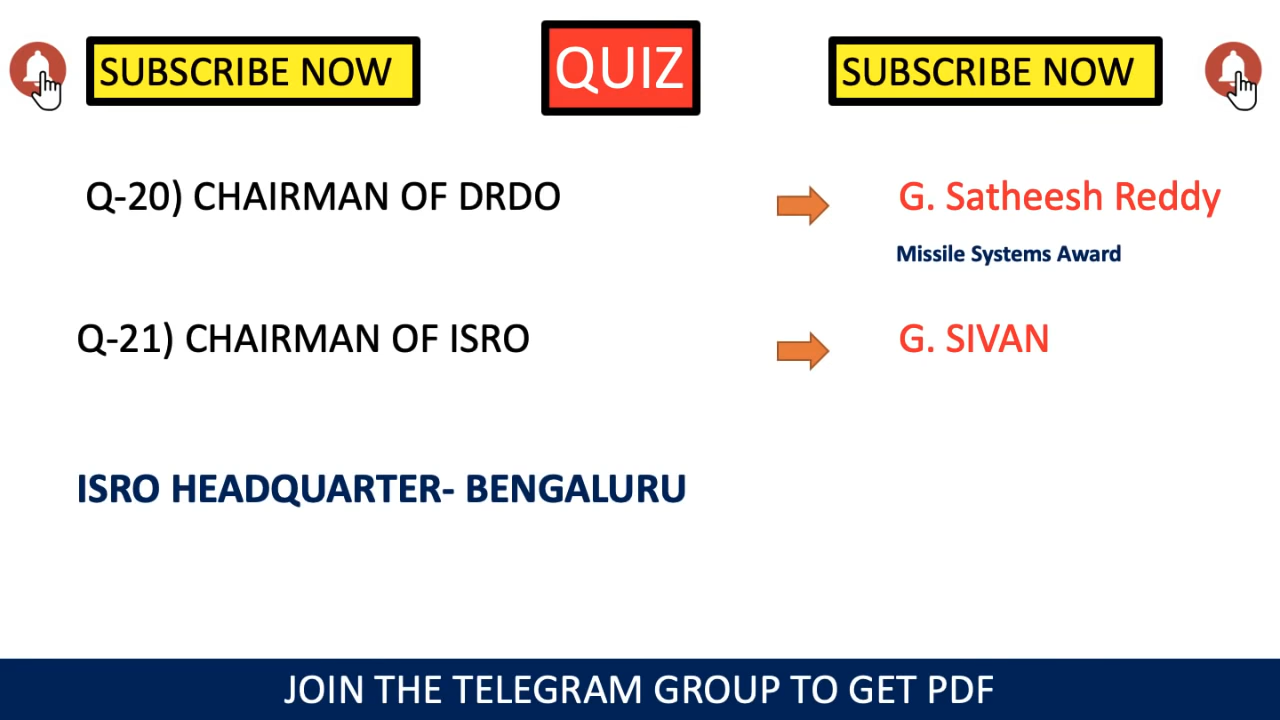 SUBSCRIBE NOW
QUIZ
SUBSCRIBE NOW
Q-20) CHAIRMAN OF DRDO
G. Satheesh Reddy
Missile Systems Award
Q-21) CHAIRMAN OF ISRO
G. SIVAN
ISRO HEADQUARTER- BENGALURU
JOIN THE TELEGRAM GROUP TO GET PDF